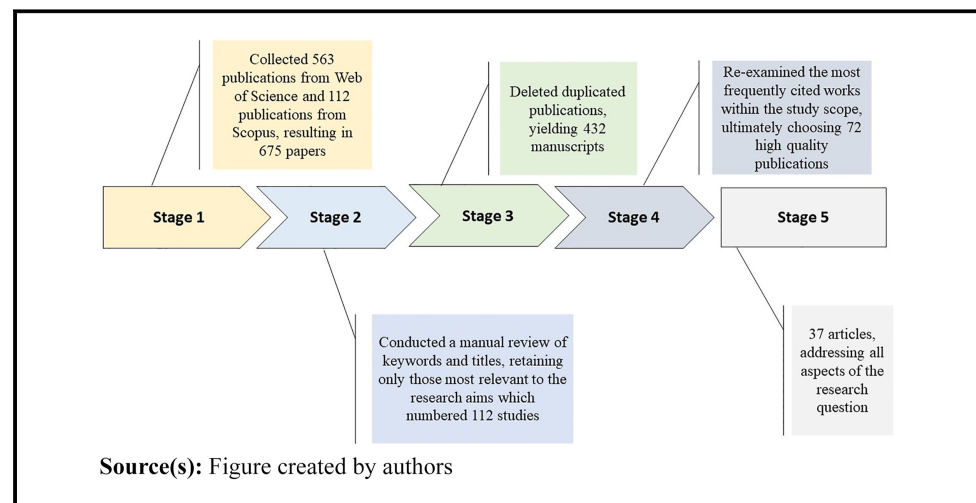 Collected 563
publications from Web
of Science and 112
publications from
Scopus, resulting in
675 papers
Deleted duplicated
publications,
yielding 432
manuscripts
Re-examined the most
frequently cited works
within the study scope,
ultimately choosing 72
high quality
publications
Stage 1
Stage 2
Stage 3
Stage 4
Stage 5
Conducted a manual review of
keywords and titles, retaining
only those most relevant to the
research aims which
numbered 112 studies
37 articles,
addressing all
aspects of the
research
question
Source(s): Figure created by authors